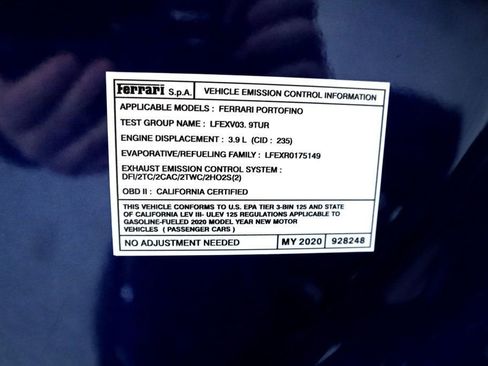 Ferrari S.p.A. VEHICLE EMISSION CONTROL INFORMATION
APPLICABLE MODELS : FERRARI PORTOFINO
TEST GROUP NAME : LFEXV03. 9TUR
ENGINE DISPLACEMENT : 3.9 L (CID : 235)
EVAPORATIVE/REFUELING FAMILY : LFEXR0175149
EXHAUST EMISSION CONTROL SYSTEM :
DFI/2TC/2CAC/2TWC/2HO2S(2)
OBD II : CALIFORNIA CERTIFIED
THIS VEHICLE CONFORMS TO U.S. EPA TIER 3-BIN 125 AND STATE
OF CALIFORNIA LEV III- ULEV 125 REGULATIONS APPLICABLE TO
GASOLINE-FUELED 2020 MODEL YEAR NEW MOTOR
VEHICLES ( PASSENGER CARS )
NO ADJUSTMENT NEEDED MY 2020 928248